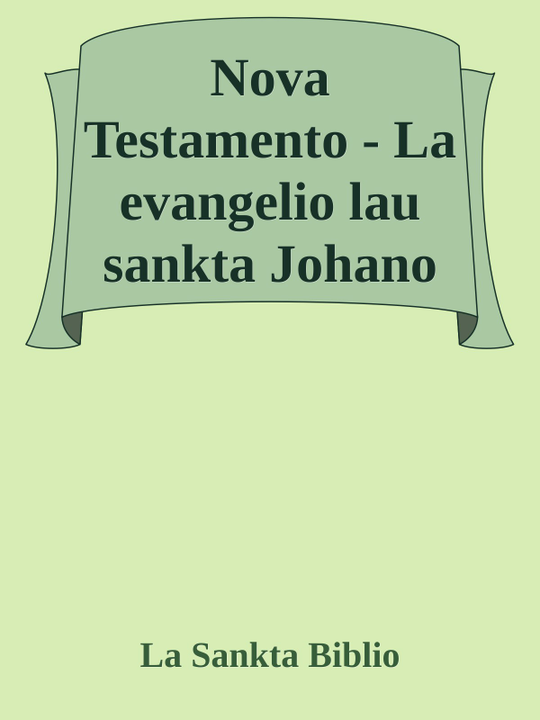 Nova
Testamento - La
evangelio lau
sankta Johano
La Sankta Biblio